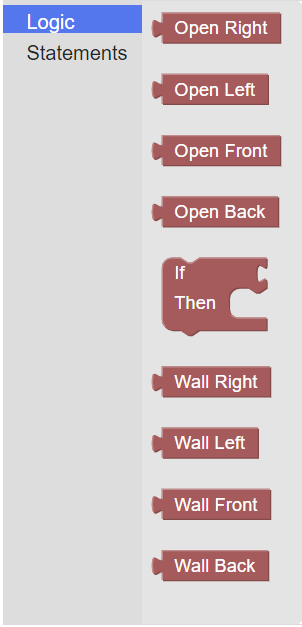 Logic
Statements
Open Right
Open Left
Open Front
Open Back
If
Then
Wall Right
Wall Left
Wall Front
Wall Back